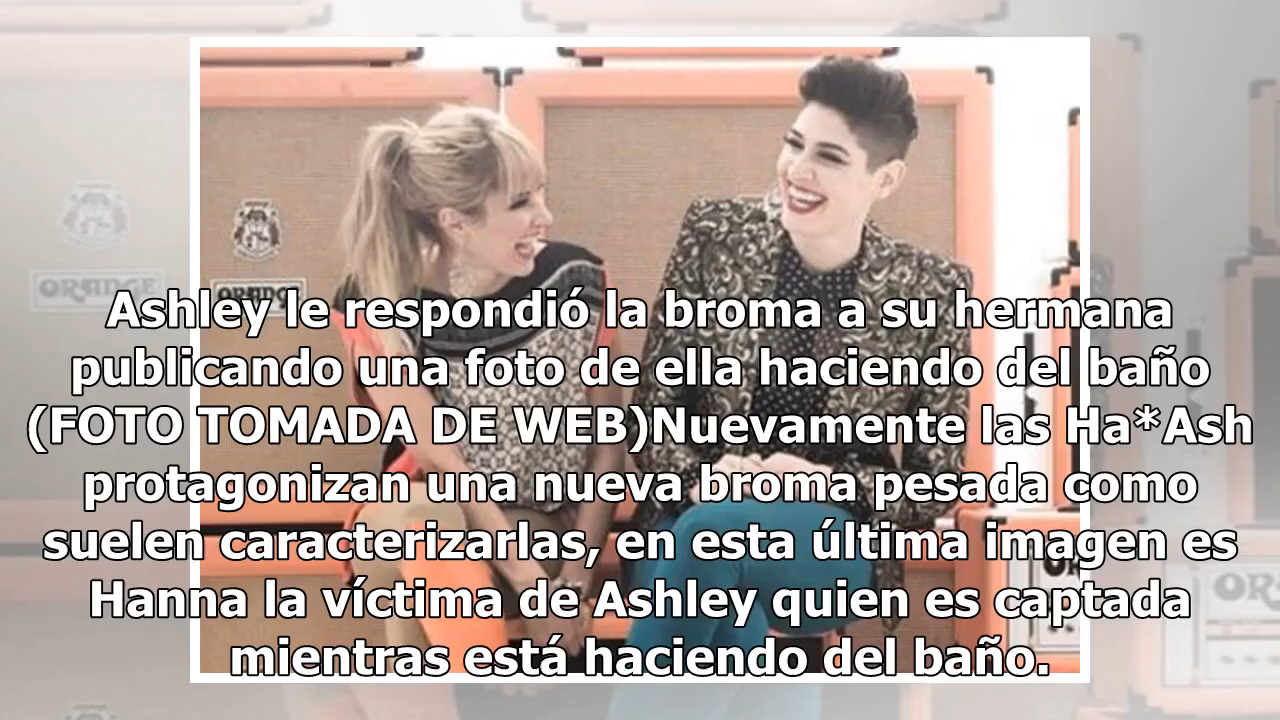 Ashley le respondió la broma a su hermana
publicando una foto de ella haciendo del baño
(FOTO TOMADA DE WEB)Nuevamente las Ha*Ash
protagonizan una nueva broma pesada como
suelen caracterizarlas, en esta última imagen es
Hanna la víctima de Ashley quien es captada
mientras está haciendo del baño.
ORANGE
ORANGE